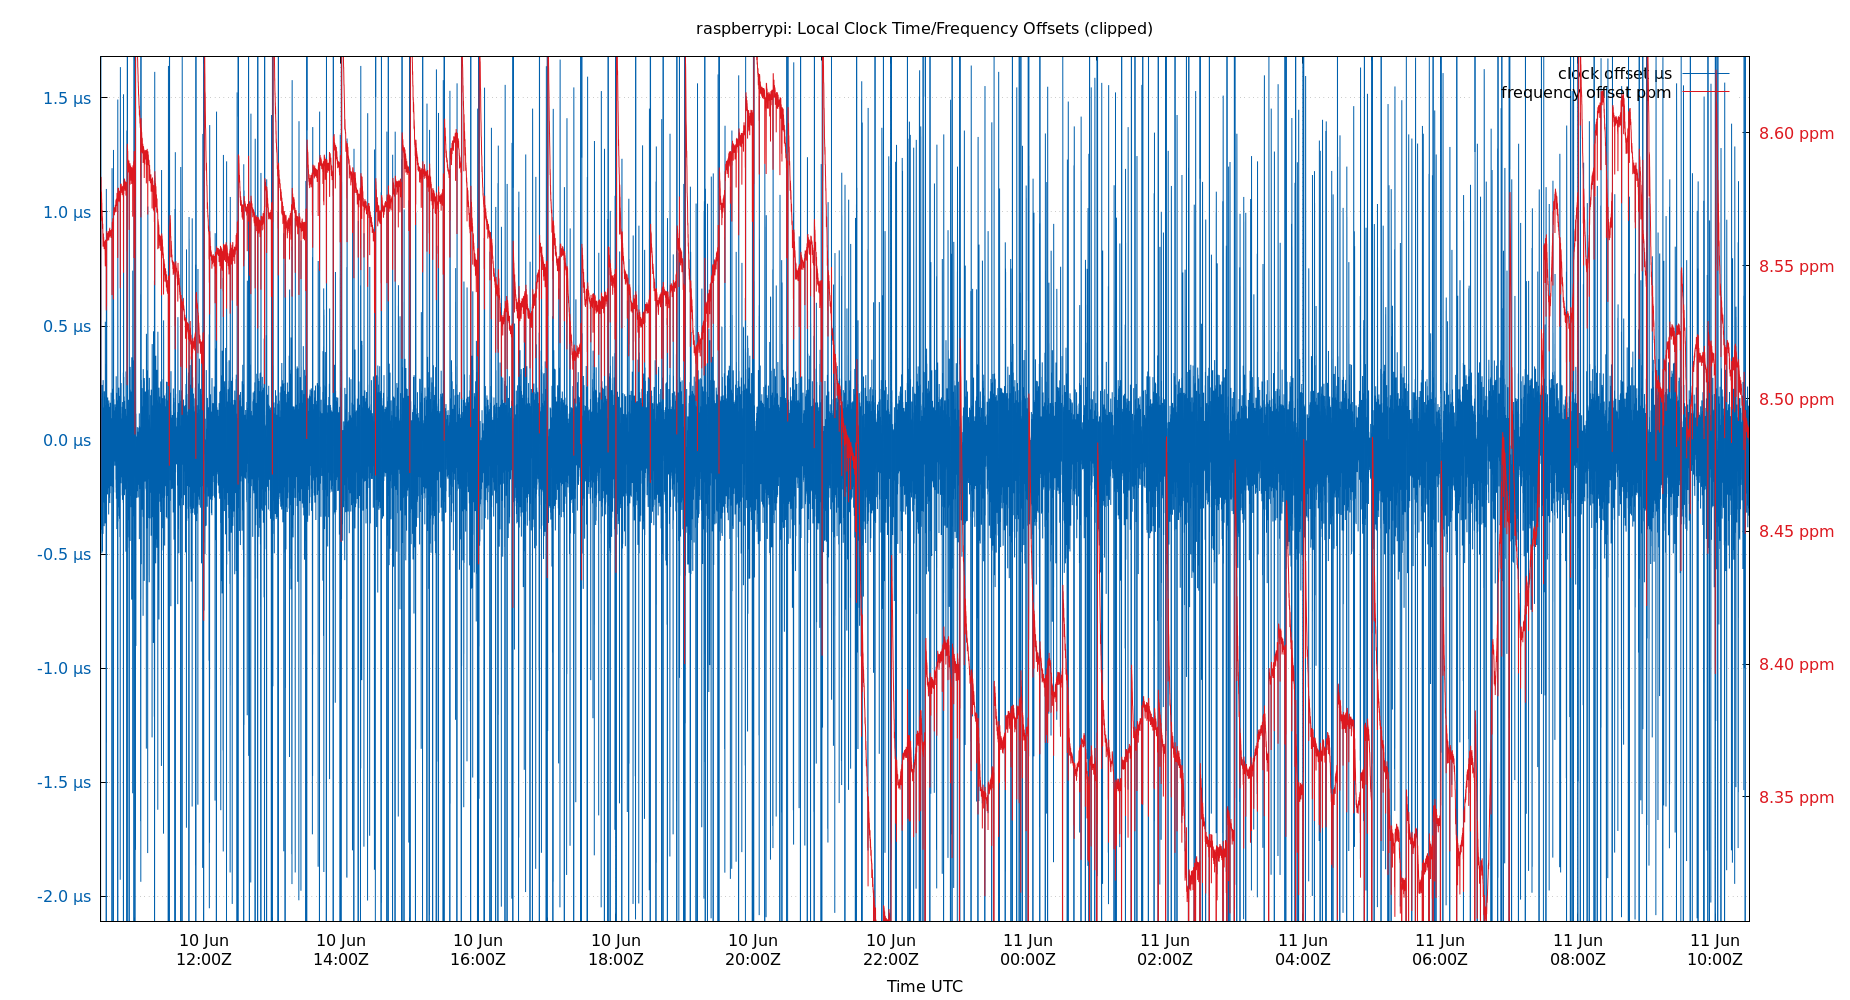 raspberrypi: Local Clock Time/Frequency Offsets (clipped)
clock offset µs
frequency offset ppm
1.5 µs
1.0 µs
0.5 µs
0.0 µs
-0.5 µs
-1.0 µs
-1.5 µs
-2.0 µs
8.60 ppm
8.55 ppm
8.50 ppm
8.45 ppm
8.40 ppm
8.35 ppm
10 Jun 10 Jun 10 Jun 10 Jun 10 Jun 10 Jun 11 Jun 11 Jun 11 Jun 11 Jun 11 Jun 11 Jun
12:00Z 14:00Z 16:00Z 18:00Z 20:00Z 22:00Z 00:00Z 02:00Z 04:00Z 06:00Z 08:00Z 10:00Z
Time UTC